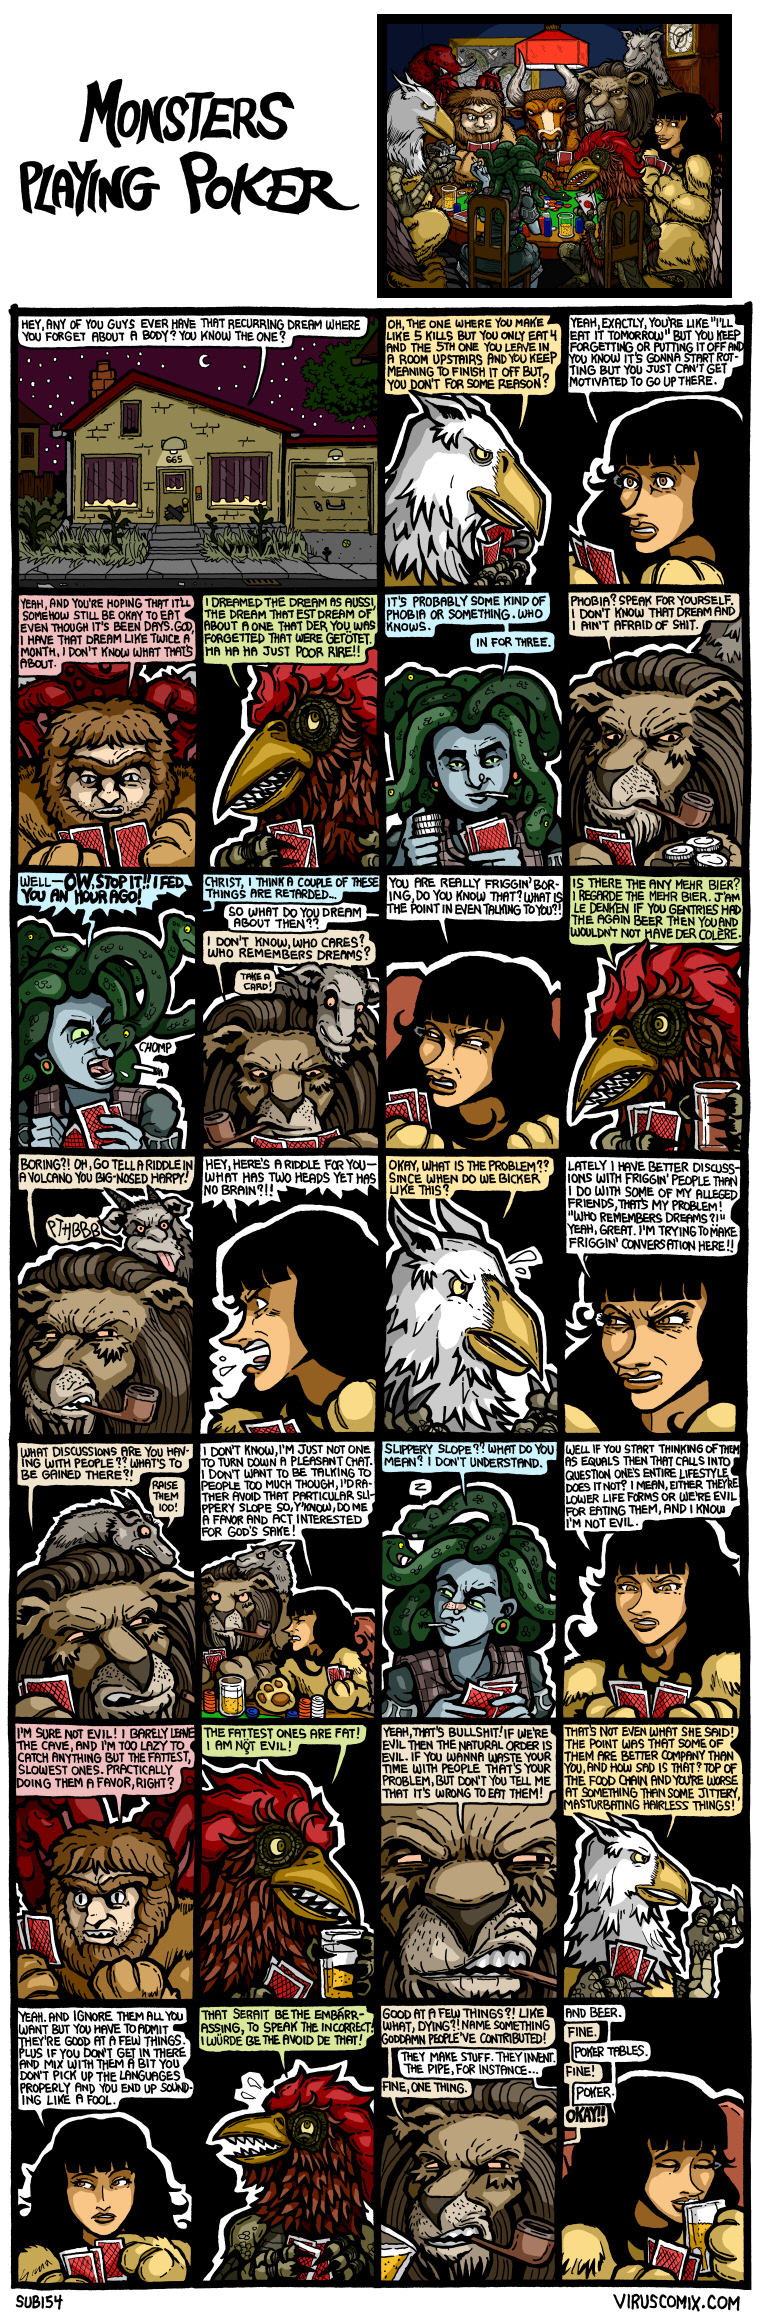 MONSTERS
PLAYING POKER
HEY, ANY OF YOU GUYS EVER HAVE THAT RECURRING DREAM WHERE
YOU FORGET ABOUT A BODY? YOU KNOW THE ONE?
665
OH, THE ONE WHERE YOU MAKE
LIKE 5 KILLS BUT YOU ONLY EAT 4
AND THE 5TH ONE YOU LEAVE IN
A ROOM UPSTAIRS AND YOU KEEP
MEANING TO FINISH IT OFF BUT,
YOU DON'T FOR SOME REASON?
YEAH, EXACTLY, YOU'RE LIKE "I'LL
EAT IT TOMORROW" BUT YOU KEEP
FORGETTING OR PUTTING IT OFF AND
YOU KNOW IT'S GONNA START ROT-
TING BUT YOU JUST CAN'T GET
MOTIVATED TO GO UP THERE.
YEAH, AND YOU'RE HOPING THAT IT'LL
SOMEHOW STILL BE OKAY TO EAT
EVEN THOUGH IT'S BEEN DAYS. GOD,
I HAVE THAT DREAM LIKE TWICE A
MONTH, I DON'T KNOW WHAT THAT'S
ABOUT.
I DREAMED THE DREAM AS AUSSI,
THE DREAM THAT EST DREAM OF
ABOUT A ONE THAT DER YOU WAS
FORGETTED THAT WERE GETÖTET.
HA HA HA JUST POOR RIRE!!
IT'S PROBABLY SOME KIND OF
PHOBIA OR SOMETHING. WHO
KNOWS.
IN FOR THREE.
PHOBIA? SPEAK FOR YOURSELF.
I DON'T KNOW THAT DREAM AND
I AIN'T AFRAID OF SHIT.
WELL—OW, STOP IT!! I FED
YOU AN HOUR AGO!
CHOMP
CHRIST, I THINK A COUPLE OF THESE
THINGS ARE RETARDED...
SO WHAT DO YOU DREAM
ABOUT THEN??
I DON'T KNOW, WHO CARES?
WHO REMEMBERS DREAMS?
TAKE A
CARD!
YOU ARE REALLY FRIGGIN' BOR-
ING, DO YOU KNOW THAT? WHAT IS
THE POINT IN EVEN TALKING TO YOU?!
IS THERE THE ANY MEHR BIER?
I REGARDE THE MEHR BIER. J'AM
LE DENKEN IF YOU GENTRIES HAD
THE AGAIN BEER THEN YOU AND
WOULDN'T NOT HAVE DER COLÈRE.
BORING?! OH, GO TELL A RIDDLE IN
A VOLCANO YOU BIG-NOSED HARPY!
PTHBBB
HEY, HERE'S A RIDDLE FOR YOU—
WHAT HAS TWO HEADS YET HAS
NO BRAIN?!!
OKAY, WHAT IS THE PROBLEM??
SINCE WHEN DO WE BICKER
LIKE THIS?
LATELY I HAVE BETTER DISCUSS-
IONS WITH FRIGGIN' PEOPLE THAN
I DO WITH SOME OF MY ALLEGED
FRIENDS, THAT'S MY PROBLEM!
"WHO REMEMBERS DREAMS?!"
YEAH, GREAT. I'M TRYING TO MAKE
FRIGGIN' CONVERSATION HERE!!
WHAT DISCUSSIONS ARE YOU HAV-
ING WITH PEOPLE?? WHAT'S TO
BE GAINED THERE?!
RAISE
THEM
100!
I DON'T KNOW, I'M JUST NOT ONE
TO TURN DOWN A PLEASANT CHAT.
I DON'T WANT TO BE TALKING TO
PEOPLE TOO MUCH THOUGH, I'D RA-
THER AVOID THAT PARTICULAR SLI-
PPERY SLOPE SO, Y'KNOW, DO ME
A FAVOR AND ACT INTERESTED
FOR GOD'S SAKE!
SLIPPERY SLOPE?? WHAT DO YOU
MEAN? I DON'T UNDERSTAND.
Z
WELL IF YOU START THINKING OF THEM
AS EQUALS THEN THAT CALLS INTO
QUESTION ONE'S ENTIRE LIFESTYLE,
DOES IT NOT? I MEAN, EITHER THEY'RE
LOWER LIFE FORMS OR WE'RE EVIL
FOR EATING THEM, AND I KNOW
I'M NOT EVIL.
I'M SURE NOT EVIL! I BARELY LEAVE
THE CAVE, AND I'M TOO LAZY TO
CATCH ANYTHING BUT THE FATTEST,
SLOWEST ONES. PRACTICALLY
DOING THEM A FAVOR, RIGHT?
THE FATTEST ONES ARE FAT!
I AM NÖT EVIL!
YEAH, THAT'S BULLSHIT! IF WE'RE
EVIL THEN THE NATURAL ORDER IS
EVIL. IF YOU WANNA WASTE YOUR
TIME WITH PEOPLE THAT'S YOUR
PROBLEM, BUT DON'T YOU TELL ME
THAT IT'S WRONG TO EAT THEM!
THAT'S NOT EVEN WHAT SHE SAID!
THE POINT WAS THAT SOME OF
THEM ARE BETTER COMPANY THAN
YOU, AND HOW SAD IS THAT? TOP OF
THE FOOD CHAIN AND YOU'RE WORSE
AT SOMETHING THAN SOME JITTERY,
MASTURBATING HAIRLESS THINGS!
YEAH. AND IGNORE THEM ALL YOU
WANT BUT YOU HAVE TO ADMIT
THEY'RE GOOD AT A FEW THINGS.
PLUS IF YOU DON'T GET IN THERE
AND MIX WITH THEM A BIT YOU
DON'T PICK UP THE LANGUAGES
PROPERLY AND YOU END UP SOUND-
ING LIKE A FOOL.
THAT SERAIT BE THE EMBÁRR-
ASSING, TO SPEAK THE INCORRECT!
I WÜRDE BE THE AVOID DE THAT!
GOOD AT A FEW THINGS?! LIKE
WHAT, DYING?! NAME SOMETHING
GODDAMN PEOPLE'VE CONTRIBUTED!
THEY MAKE STUFF. THEY INVENT.
THE PIPE, FOR INSTANCE...
FINE, ONE THING.
AND BEER.
FINE.
POKER TABLES.
FINE!
POKER.
OKAY!!
SUB154
VIRUSCOMIX.COM